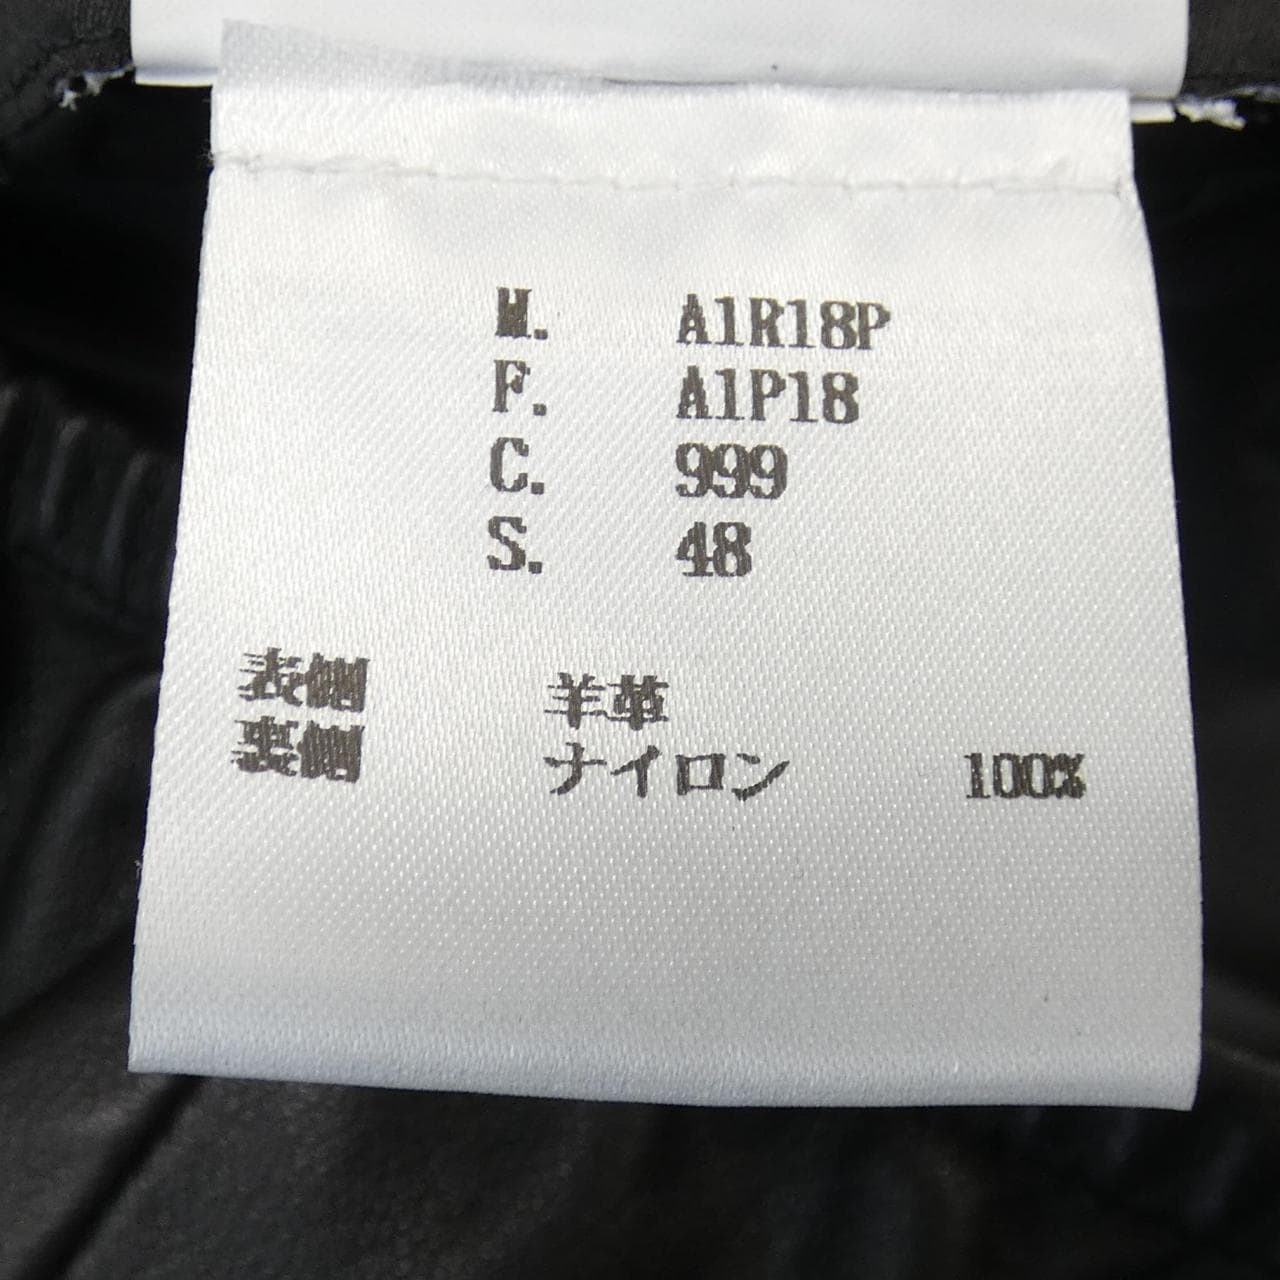 M. A1R18P
F. A1P18
C. 999
S. 48
表側 羊革
裏側 ナイロン 100%